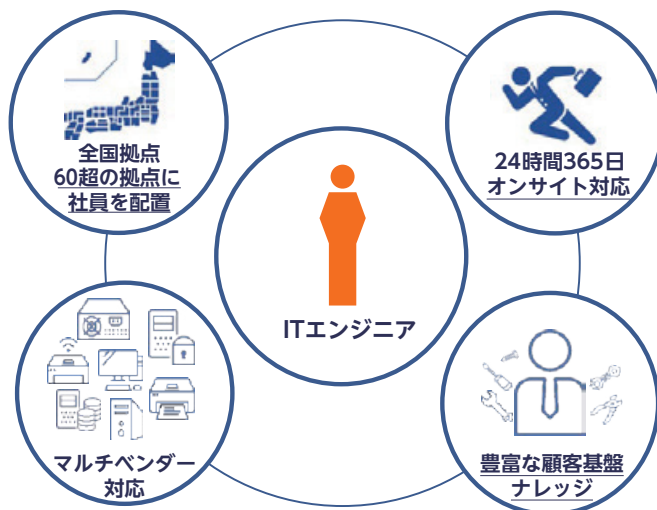 全国拠点
60超の拠点に
社員を配置
24時間365日
オンサイト対応
ITエンジニア
マルチベンダー
対応
豊富な顧客基盤
ナレッジ